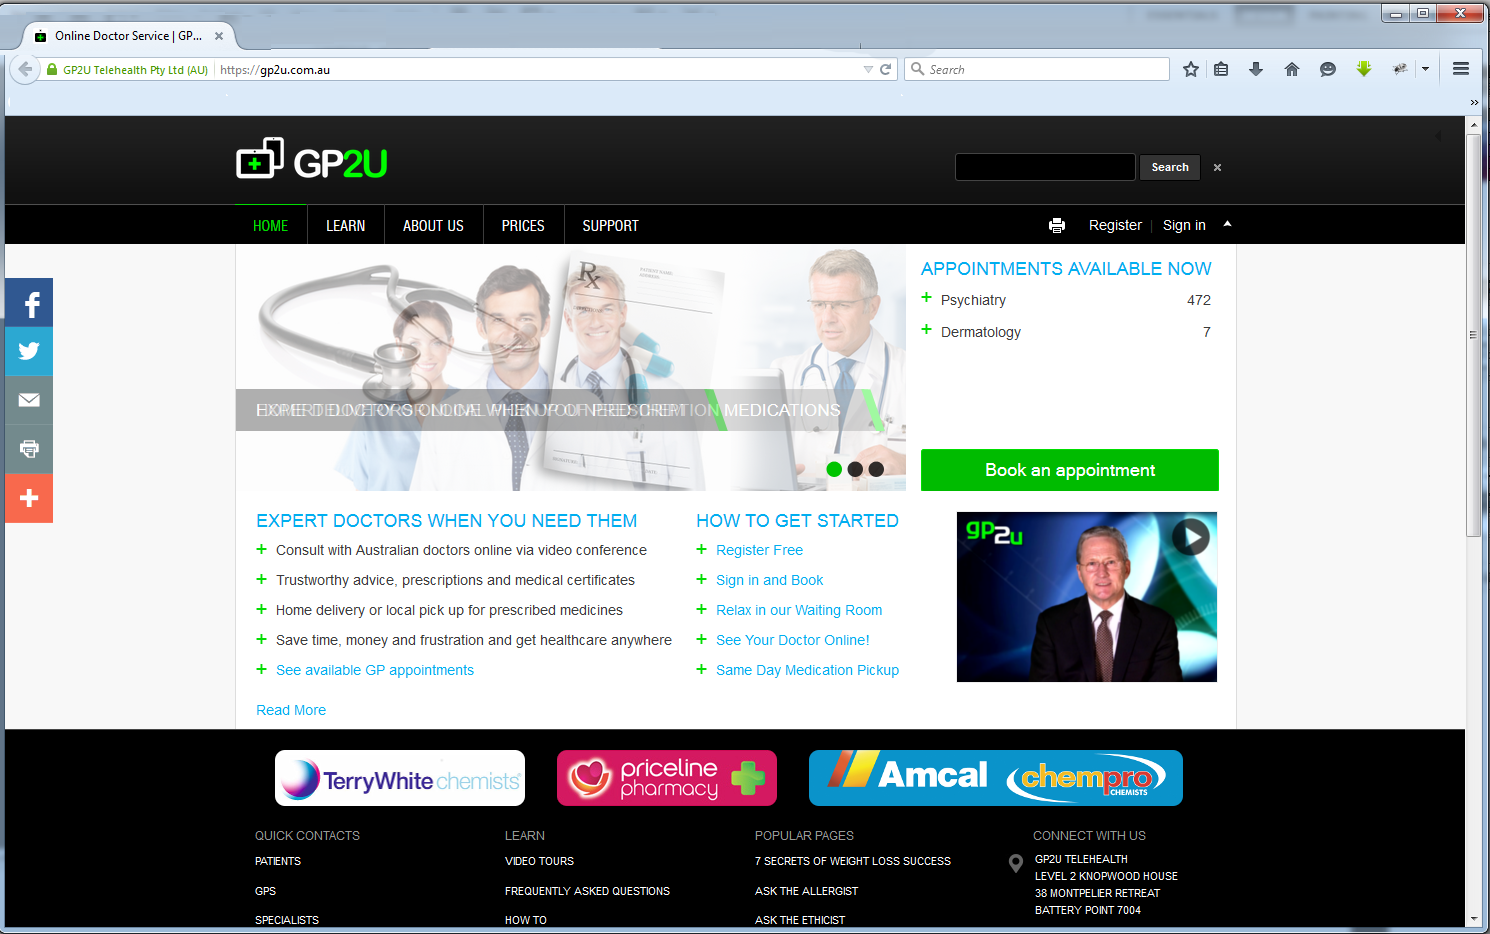 Online Doctor Service | GP...
GP2U Telehealth Pty Ltd (AU)
https://gp2u.com.au
Search
GP2U
Search
HOME
LEARN
ABOUT US
PRICES
SUPPORT
Register
Sign in
Rx
PATIENT NAME:
ADDRESS:
MEDICATIONS
APPOINTMENTS AVAILABLE NOW
+ Psychiatry 472
+ Dermatology 7
Book an appointment
EXPERT DOCTORS WHEN YOU NEED THEM
+ Consult with Australian doctors online via video conference
+ Trustworthy advice, prescriptions and medical certificates
+ Home delivery or local pick up for prescribed medicines
+ Save time, money and frustration and get healthcare anywhere
+ See available GP appointments
Read More
HOW TO GET STARTED
+ Register Free
+ Sign in and Book
+ Relax in our Waiting Room
+ See Your Doctor Online!
+ Same Day Medication Pickup
gp2u
TerryWhite chemists
priceline
pharmacy
Amcal
chempro
CHEMISTS
QUICK CONTACTS
PATIENTS
GPS
SPECIALISTS
LEARN
VIDEO TOURS
FREQUENTLY ASKED QUESTIONS
HOW TO
POPULAR PAGES
7 SECRETS OF WEIGHT LOSS SUCCESS
ASK THE ALLERGIST
ASK THE ETHICIST
CONNECT WITH US
GP2U TELEHEALTH
LEVEL 2 KNOPWOOD HOUSE
38 MONTPELIER RETREAT
BATTERY POINT 7004